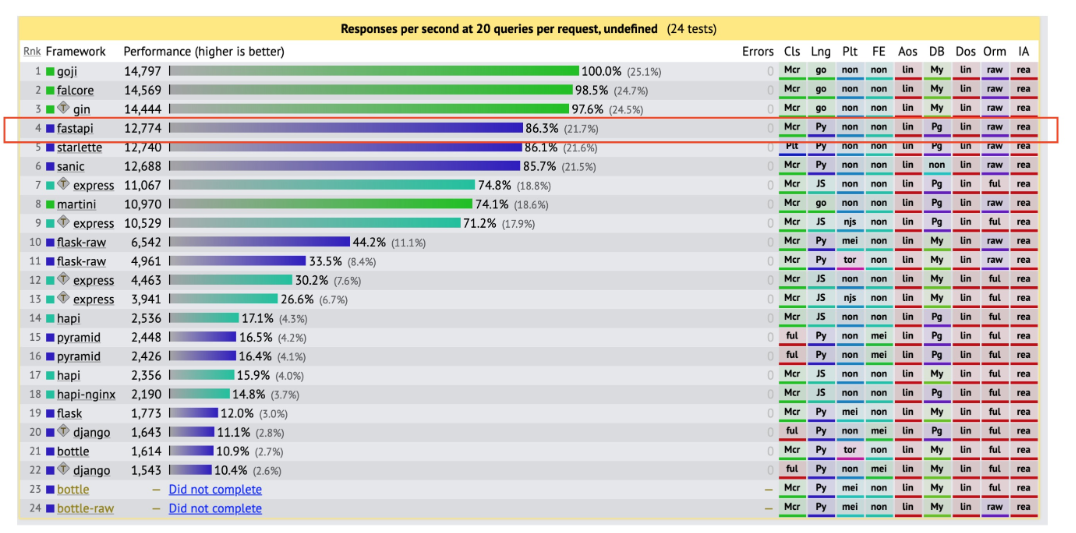 Responses per second at 20 queries per request, undefined (24 tests)
Rnk Framework Performance (higher is better) Errors Cls Lng Plt FE Aos DB Dos Orm IA
1 goji 14,797 100.0% (25.1%) 0 Mcr go non non lin My lin raw rea
2 falcore 14,569 98.5% (24.7%) 0 Mcr go non non lin My lin raw rea
3 T gin 14,444 97.6% (24.5%) 0 Mcr go non non lin My lin raw rea
4 fastapi 12,774 86.3% (21.7%) 0 Mcr Py non non lin Pg lin raw rea
5 starlette 12,740 86.1% (21.6%) 0 Plt Py non non lin Pg lin raw rea
6 sanic 12,688 85.7% (21.5%) 0 Mcr Py non non lin non lin raw rea
7 T express 11,067 74.8% (18.8%) 0 Mcr JS non non lin Pg lin ful rea
8 martini 10,970 74.1% (18.6%) 0 Mcr go non non lin Pg lin raw rea
9 T express 10,529 71.2% (17.9%) 0 Mcr JS njs non lin Pg lin ful rea
10 flask-raw 6,542 44.2% (11.1%) 0 Mcr Py mei non lin My lin raw rea
11 flask-raw 4,961 33.5% (8.4%) 0 Mcr Py tor non lin My lin raw rea
12 T express 4,463 30.2% (7.6%) 0 Mcr JS non non lin My lin ful rea
13 T express 3,941 26.6% (6.7%) 0 Mcr JS njs non lin My lin ful rea
14 hapi 2,536 17.1% (4.3%) 0 Mcr JS non non lin Pg lin ful rea
15 pyramid 2,448 16.5% (4.2%) 0 ful Py non mei lin Pg lin ful rea
16 pyramid 2,426 16.4% (4.1%) 0 ful Py non mei lin Pg lin ful rea
17 hapi 2,356 15.9% (4.0%) 0 Mcr JS non non lin My lin ful rea
18 hapi-nginx 2,190 14.8% (3.7%) 0 Mcr JS non non lin Pg lin ful rea
19 flask 1,773 12.0% (3.0%) 0 Mcr Py mei non lin My lin ful rea
20 T django 1,643 11.1% (2.8%) 0 ful Py non mei lin Pg lin ful rea
21 bottle 1,614 10.9% (2.7%) 0 Mcr Py tor non lin My lin ful rea
22 T django 1,543 10.4% (2.6%) 0 ful Py non mei lin My lin ful rea
23 bottle — Did not complete — Mcr Py mei non lin My lin ful rea
24 bottle-raw — Did not complete — Mcr Py mei non lin My lin raw rea